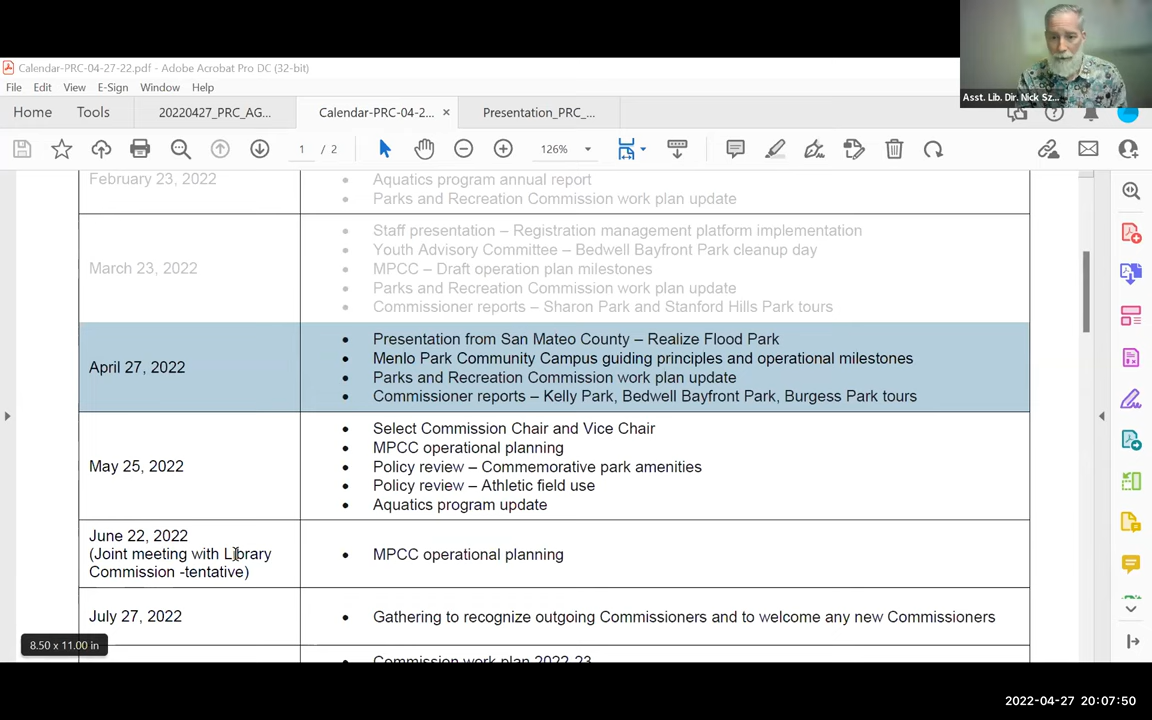 Calendar-PRC-04-27-22.pdf - Adobe Acrobat Pro DC (32-bit)
File Edit View E-Sign Window Help
Asst. Lib. Dir. Nick Sz...
Home Tools 20220427_PRC_AG... Calendar-PRC-04-2... × Presentation_PRC_...
1 / 2 126%
February 23, 2022
• Aquatics program annual report
• Parks and Recreation Commission work plan update
March 23, 2022
• Staff presentation – Registration management platform implementation
• Youth Advisory Committee – Bedwell Bayfront Park cleanup day
• MPCC – Draft operation plan milestones
• Parks and Recreation Commission work plan update
• Commissioner reports – Sharon Park and Stanford Hills Park tours
April 27, 2022
• Presentation from San Mateo County – Realize Flood Park
• Menlo Park Community Campus guiding principles and operational milestones
• Parks and Recreation Commission work plan update
• Commissioner reports – Kelly Park, Bedwell Bayfront Park, Burgess Park tours
May 25, 2022
• Select Commission Chair and Vice Chair
• MPCC operational planning
• Policy review – Commemorative park amenities
• Policy review – Athletic field use
• Aquatics program update
June 22, 2022
(Joint meeting with Library
Commission -tentative)
• MPCC operational planning
July 27, 2022
• Gathering to recognize outgoing Commissioners and to welcome any new Commissioners
8.50 x 11.00 in
Commission work plan 2022-23
2022-04-27 20:07:50